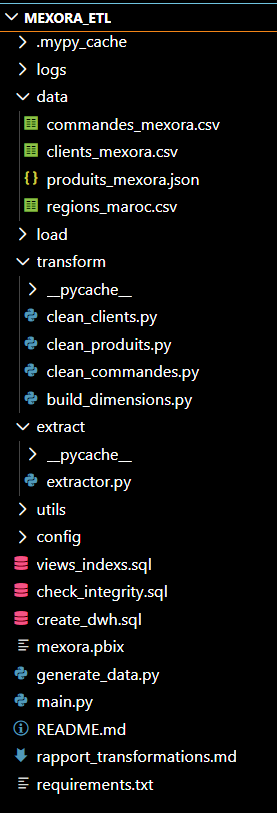 MEXORA_ETL
.mypy_cache
logs
data
commandes_mexora.csv
clients_mexora.csv
produits_mexora.json
regions_maroc.csv
load
transform
__pycache__
clean_clients.py
clean_produits.py
clean_commandes.py
build_dimensions.py
extract
__pycache__
extractor.py
utils
config
views_indexs.sql
check_integrity.sql
create_dwh.sql
mexora.pbix
generate_data.py
main.py
README.md
rapport_transformations.md
requirements.txt